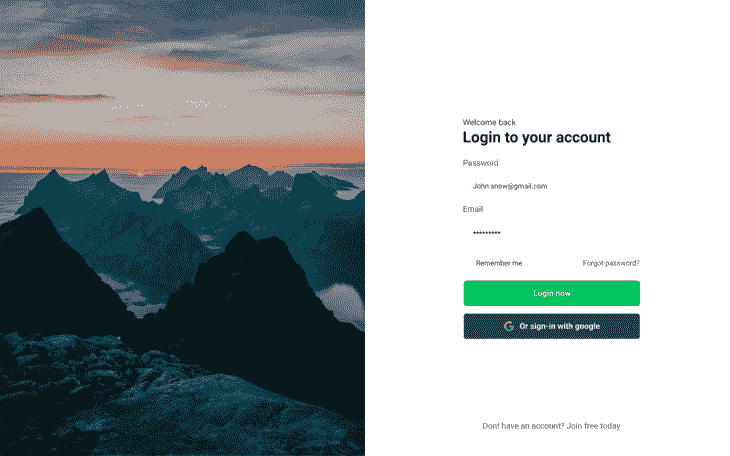 Welcome back
Login to your account
Password
John.snow@gmail.com
Email
*********
Remember me
Forgot password?
Login now
Or sign-in with google
Dont have an account? Join free today